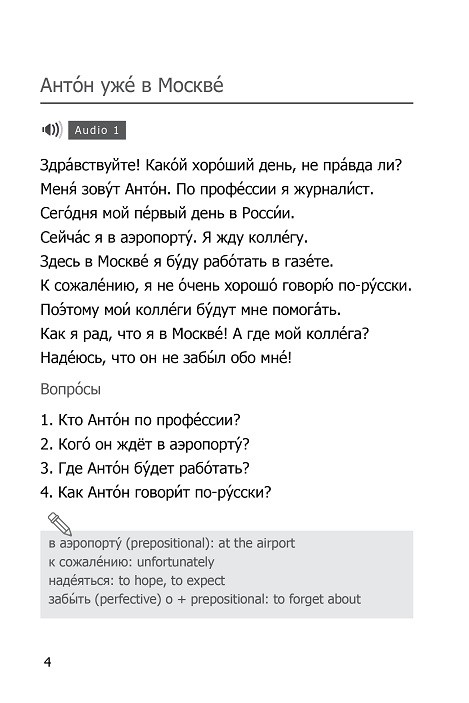 Анто́н уже́ в Москве́
Audio 1
Здра́вствуйте! Како́й хоро́ший день, не пра́вда ли?
Меня́ зову́т Анто́н. По профе́ссии я журнали́ст.
Сего́дня мой пе́рвый день в Росси́и.
Сейча́с я в аэропорту́. Я жду колле́гу.
Здесь в Москве́ я бу́ду рабо́тать в газе́те.
К сожале́нию, я не о́чень хорошо́ говорю́ по-ру́сски.
Поэ́тому мои́ колле́ги бу́дут мне помога́ть.
Как я рад, что я в Москве́! А где мой колле́га?
Наде́юсь, что он не забы́л обо мне́!
Вопро́сы
1. Кто Анто́н по профе́ссии?
2. Кого́ он ждёт в аэропорту́?
3. Где Анто́н бу́дет рабо́тать?
4. Как Анто́н говори́т по-ру́сски?
в аэропорту́ (prepositional): at the airport
к сожале́нию: unfortunately
наде́яться: to hope, to expect
забы́ть (perfective) о + prepositional: to forget about
4